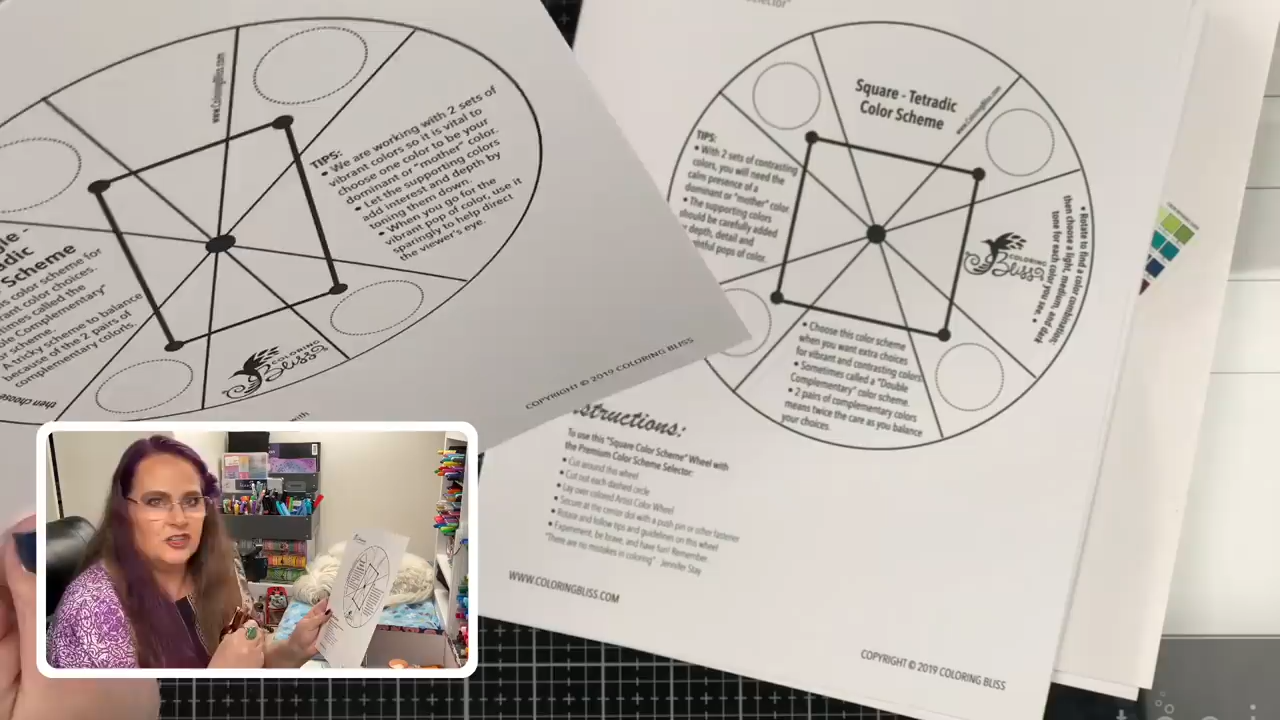 www.ColoringBliss.com
TIPS:
• We are working with 2 sets of
vibrant colors so it is vital to
choose one color to be your
dominant or "mother" color.
• Let the supporting colors
add interest and depth by
toning them down.
• When you go for the
vibrant pop of color, use it
sparingly to help direct
the viewer's eye.
Scheme
color scheme for
color choices.
called the
Complementary"
scheme.
A tricky scheme to balance
because of the 2 pairs of
complementary colors.
then choose
COLORING
Bliss
with
COPYRIGHT © 2019 COLORING BLISS
Square - Tetradic
Color Scheme
www.ColoringBliss.com
TIPS:
• With 2 sets of contrasting
colors, you will need the
calm presence of a
dominant or "mother" color.
• The supporting colors
should be carefully added
depth, detail and
pops of color.
• Rotate to find a color combination;
then choose a light, medium, and dark
tone for each color you see. •
COLORING
Bliss
• Choose this color scheme
when you want extra choices
for vibrant and contrasting colors
• Sometimes called a "Double
Complementary" color scheme.
• 2 pairs of complementary colors
means twice the care as you balance
your choices.
structions:
To use this "Square Color Scheme" Wheel with
the Premium Color Scheme Selector:
• Cut around this wheel
• Cut out each dashed circle
• Lay over colored Artist Color Wheel
• Secure at the center dot with a push pin or other fastener
• Rotate and follow tips and guidelines on this wheel
• Experiment, be brave, and have fun! Remember:
"There are no mistakes in coloring" - Jennifer Stay
WWW.COLORINGBLISS.COM
COPYRIGHT © 2019 COLORING BLISS